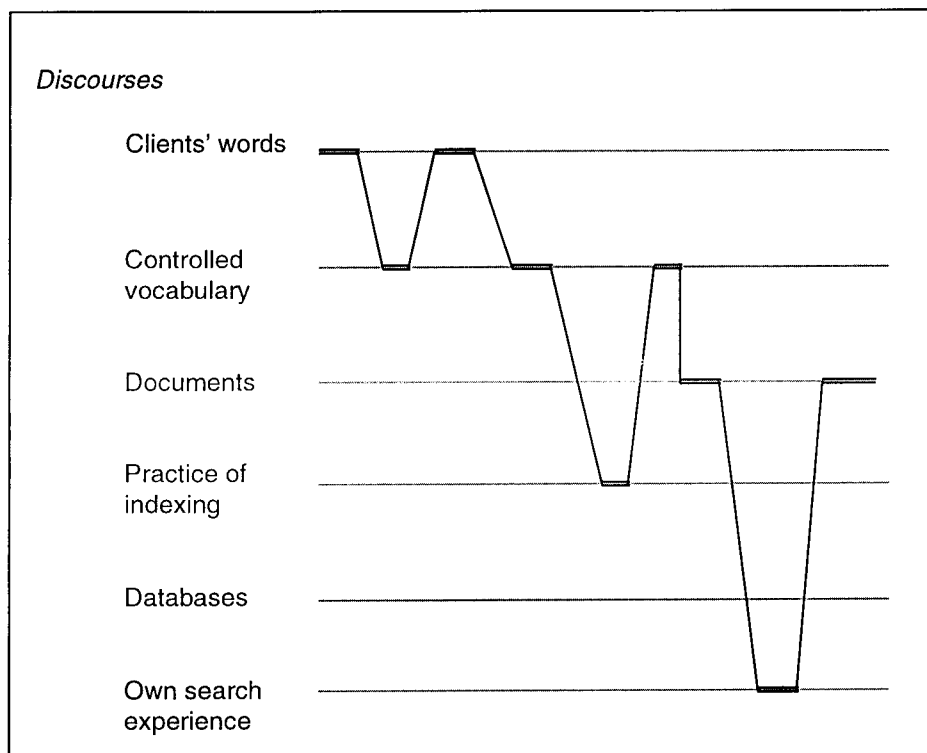 Discourses
Clients' words
Controlled
vocabulary
Documents
Practice of
indexing
Databases
Own search
experience